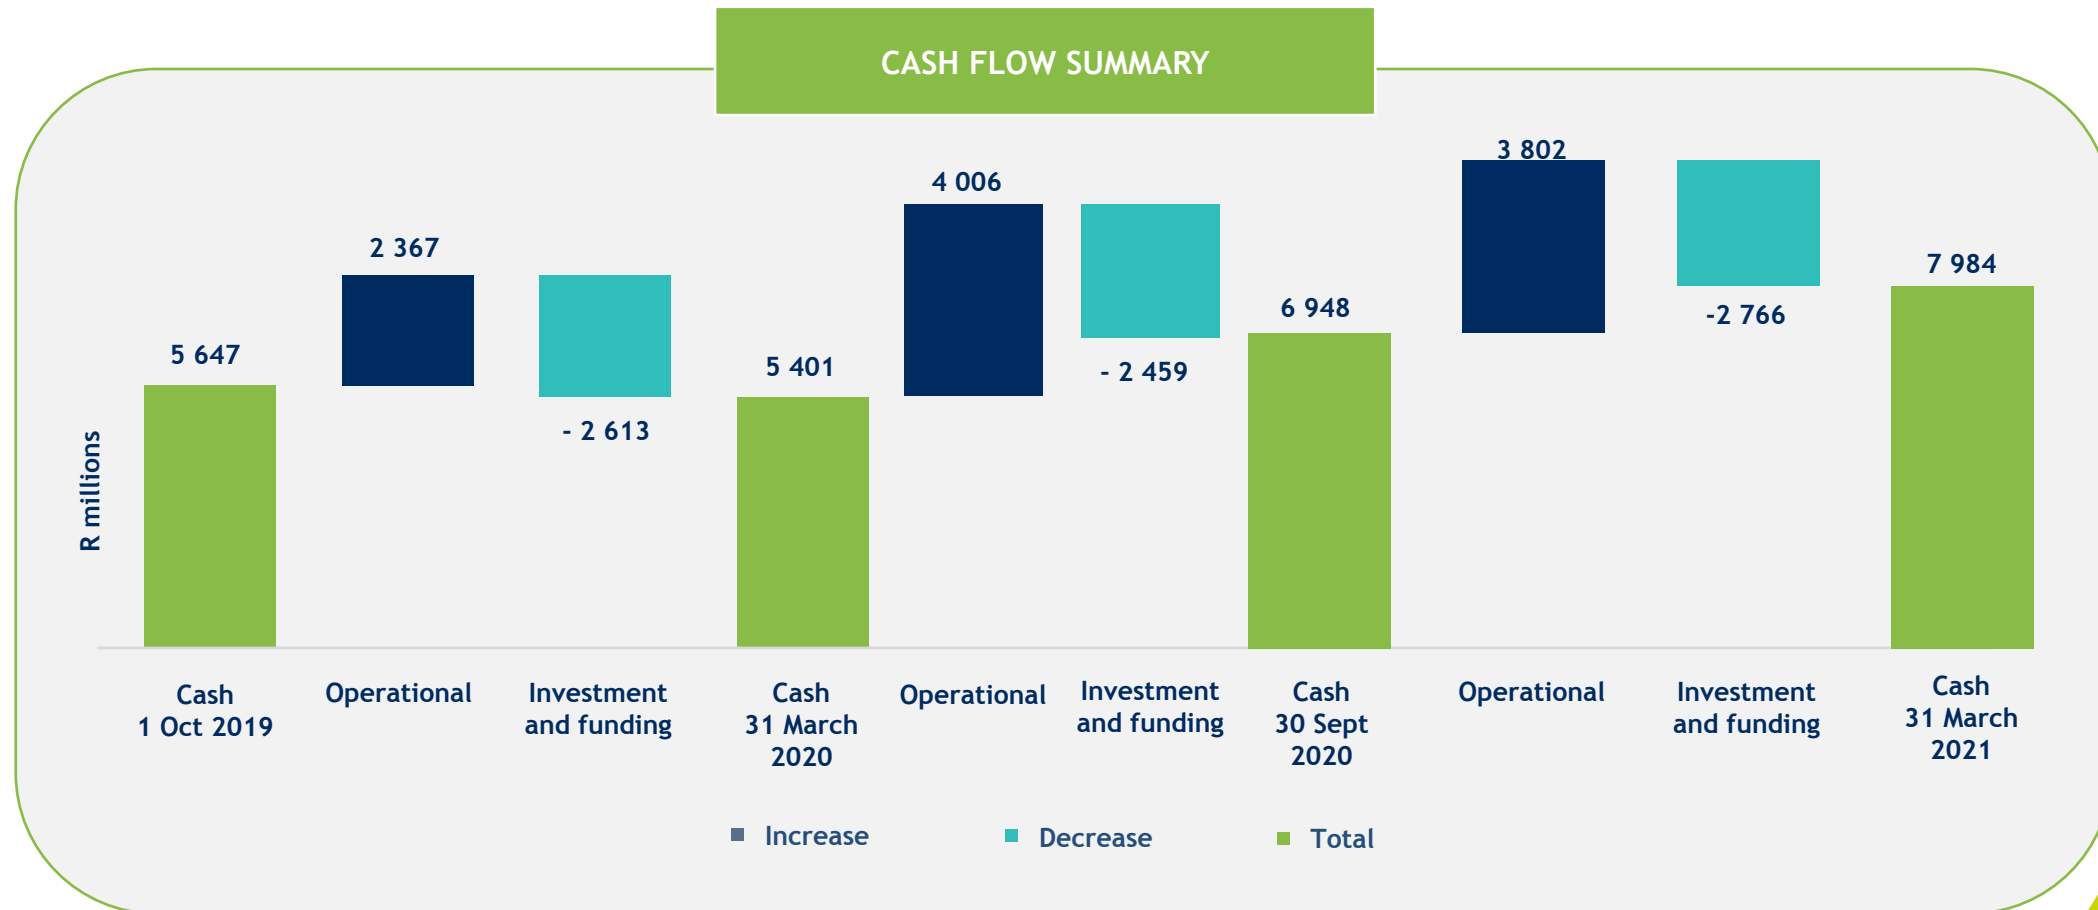 CASH FLOW SUMMARY
R millions
5 647
2 367
- 2 613
5 401
4 006
- 2 459
6 948
3 802
-2 766
7 984
Cash
1 Oct 2019
Operational
Investment
and funding
Cash
31 March
2020
Operational
Investment
and funding
Cash
30 Sept
2020
Operational
Investment
and funding
Cash
31 March
2021
Increase
Decrease
Total